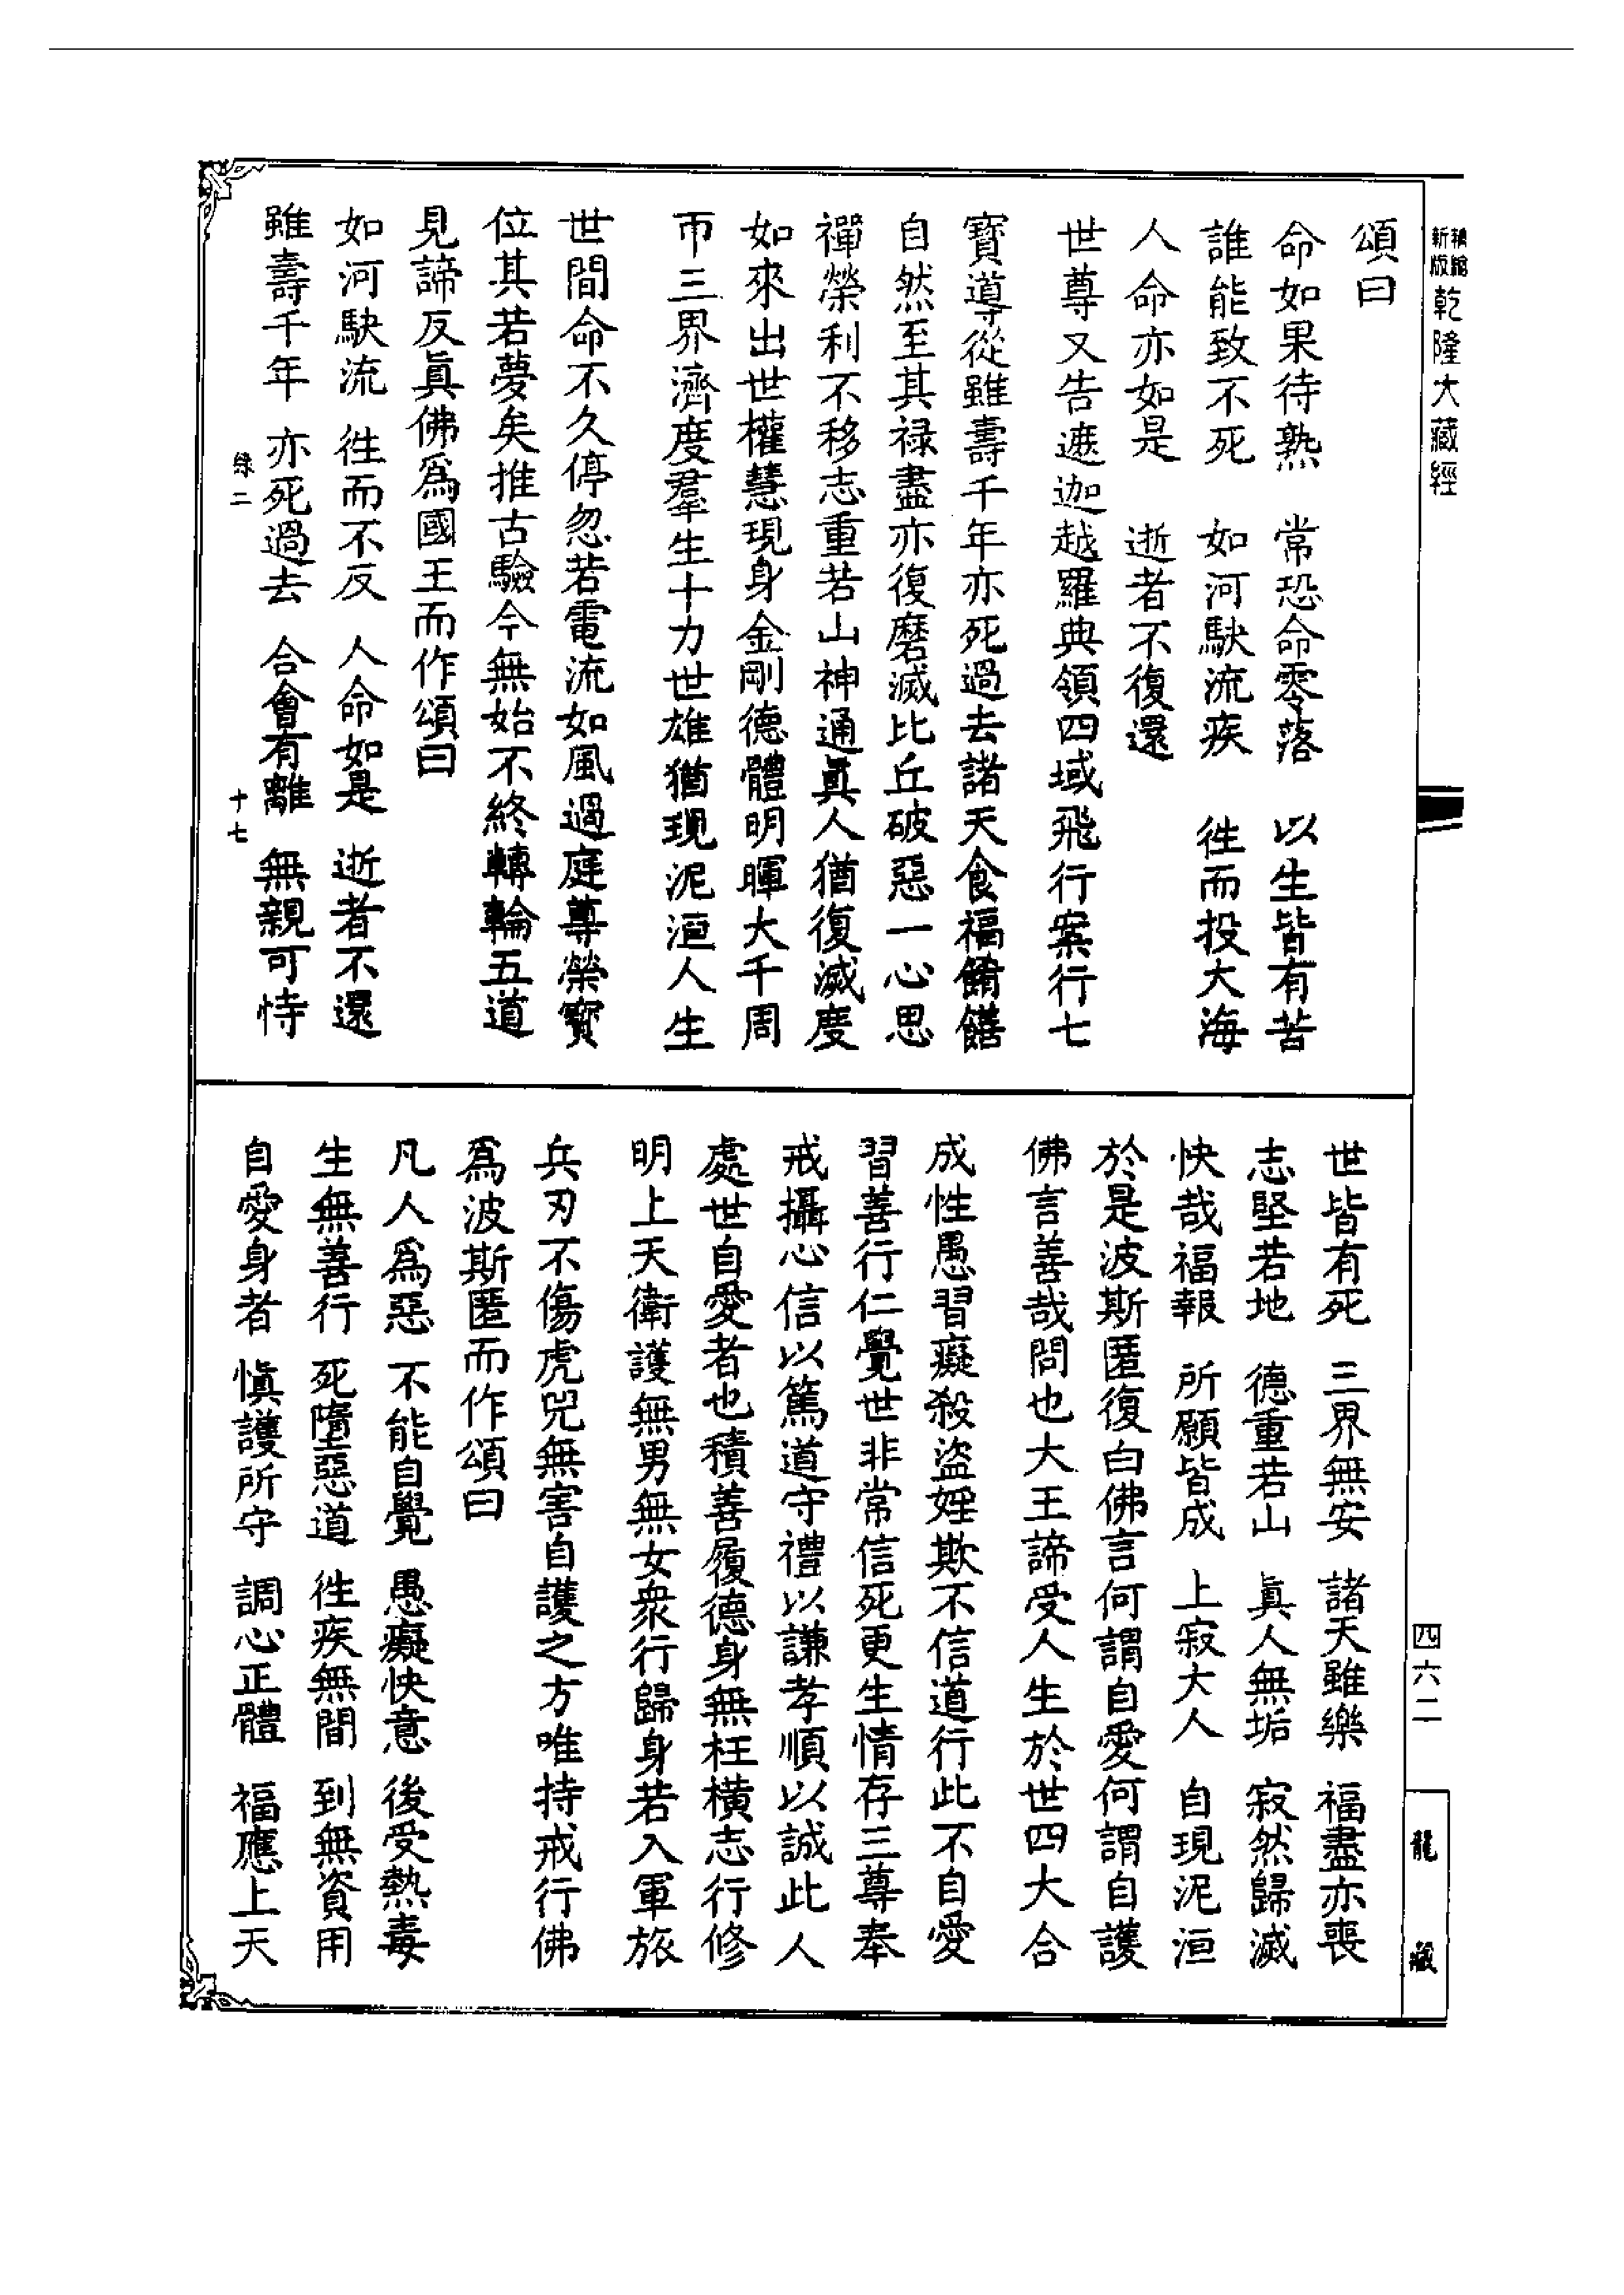 新版縮乾隆大藏經
頌曰
命如果待熟　常恐命零落　以生皆有苦
誰能致不死　如河駃流疾　往而投大海
人命亦如是　逝者不復還
世尊又告遮迦越羅典領四域飛行案行七
寶導從雖壽千年亦死過去諸天食福餚饍
自然至其祿盡亦復磨滅比丘破惡一心思
禪榮利不移志重若山神通眞人猶復滅度
如來出世權慧現身金剛德體明暉大千周
帀三界濟度羣生十力世雄猶現泥洹人生
世間命不久停忽若電流如風過庭尊榮寶
位其若夢矣推古驗今無始不終轉輪五道
見諦反眞佛爲國王而作頌曰
如河駃流　往而不反　人命如是　逝者不還
雖壽千年　亦死過去　合會有離　無親可恃
綠二　十七
世皆有死　三界無安　諸天雖樂　福盡亦喪
志堅若地　德重若山　眞人無垢　寂然歸滅
快哉福報　所願皆成　上寂大人　自現泥洹
於是波斯匿復白佛言何謂自愛何謂自護
佛言善哉問也大王諦受人生於世四大合
成性愚習癡殺盜婬欺不信道行此不自愛
習善行仁覺世非常信死更生情存三尊奉
戒攝心信以篤道守禮以謙孝順以誠此人
處世自愛者也積善履德身無枉橫志行修
明上天衛護無男無女衆行歸身若入軍旅
兵刃不傷虎兕無害自護之方唯持戒行佛
爲波斯匿而作頌曰
凡人爲惡　不能自覺　愚癡快意　後受熱毒
生無善行　死墮惡道　往疾無間　到無資用
自愛身者　愼護所守　調心正體　福應上天
四六二
龍藏